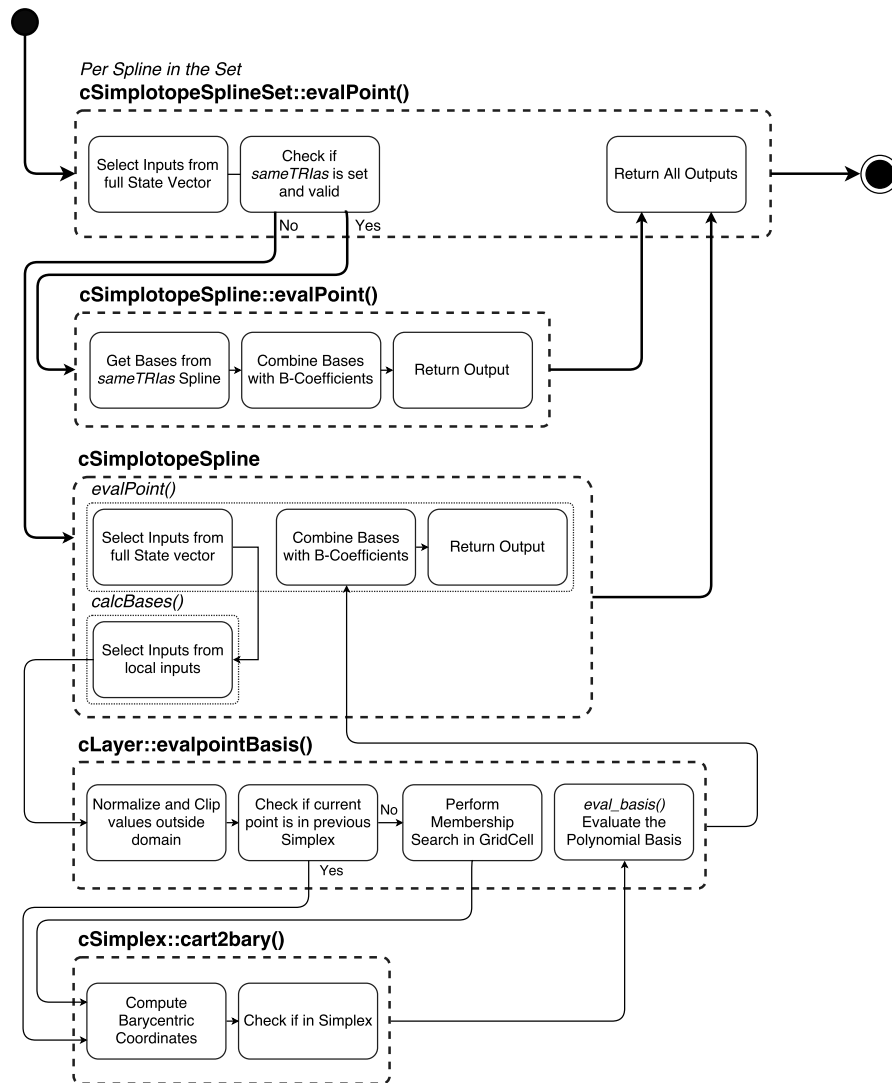 Per Spline in the Set
cSimplotopeSplineSet::evalPoint()
Select Inputs from
full State Vector
Check if
sameTRIas is set
and valid
Return All Outputs
No
Yes
cSimplotopeSpline::evalPoint()
Get Bases from
sameTRIas Spline
Combine Bases
with B-Coefficients
Return Output
cSimplotopeSpline
evalPoint()
Select Inputs from
full State vector
Combine Bases
with B-Coefficients
Return Output
calcBases()
Select Inputs from
local inputs
cLayer::evalpointBasis()
Normalize and Clip
values outside
domain
Check if current
point is in previous
Simplex
No
Perform
Membership
Search in GridCell
eval_basis()
Evaluate the
Polynomial Basis
Yes
cSimplex::cart2bary()
Compute
Barycentric
Coordinates
Check if in Simplex